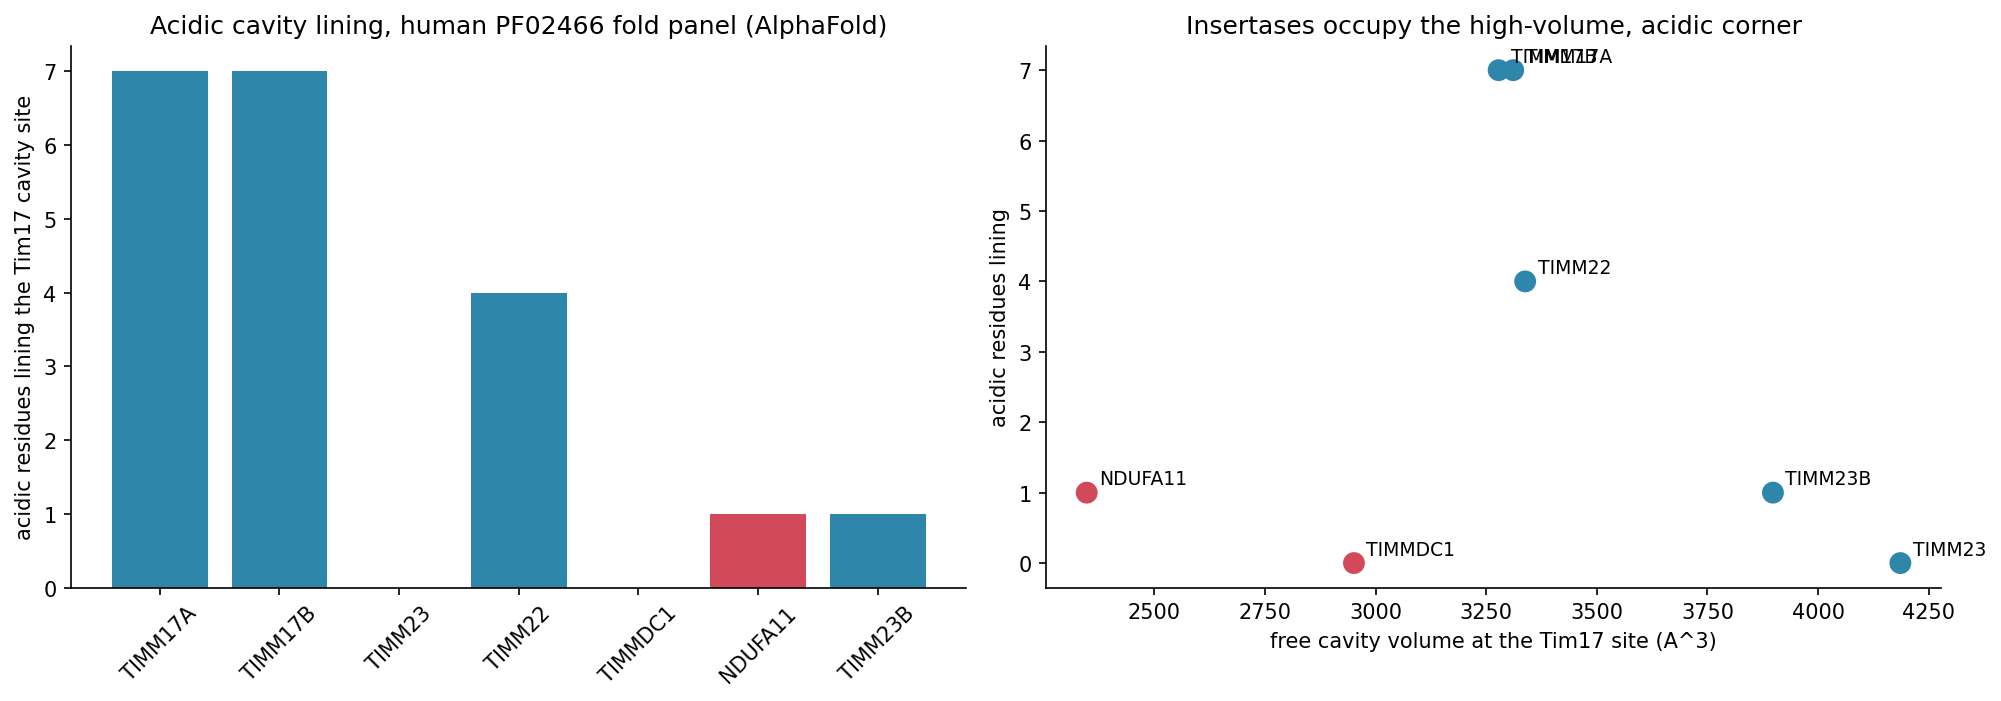 Acidic cavity lining, human PF02466 fold panel (AlphaFold)
acidic residues lining the Tim17 cavity site
7
6
5
4
3
2
1
0
TIMM17A
TIMM17B
TIMM23
TIMM22
TIMMDC1
NDUFA11
TIMM23B
Insertases occupy the high-volume, acidic corner
acidic residues lining
7
6
5
4
3
2
1
0
TIMM22
NDUFA11
TIMM23B
TIMMDC1
TIMM23
2500 2750 3000 3250 3500 3750 4000 4250
free cavity volume at the Tim17 site (A^3)